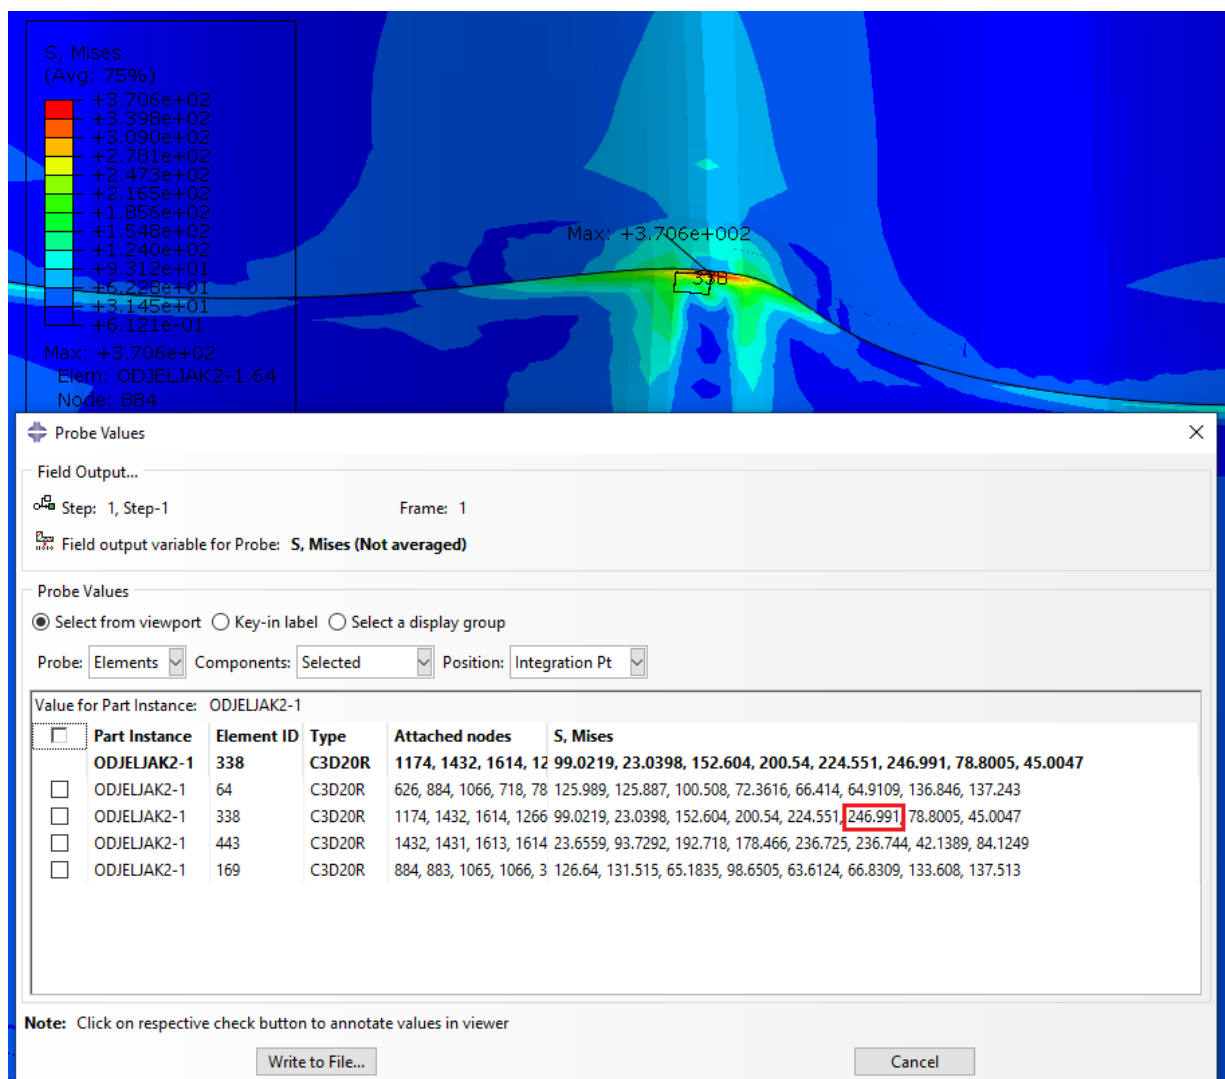 S, Mises
(Avg: 75%)
+3.706e+02
+3.398e+02
+3.090e+02
+2.781e+02
+2.473e+02
+2.165e+02
+1.856e+02
+1.548e+02
+1.240e+02
+9.312e+01
+6.228e+01
+3.145e+01
+6.121e-01
Max: +3.706e+02
Elem: ODJELJAK2-1.64
Node: 884
Max: +3.706e+002
338
Probe Values
Field Output...
Step: 1, Step-1 Frame: 1
Field output variable for Probe: S, Mises (Not averaged)
Probe Values
Select from viewport Key-in label Select a display group
Probe: Elements Components: Selected Position: Integration Pt
Value for Part Instance: ODJELJAK2-1
Part Instance Element ID Type Attached nodes S, Mises
ODJELJAK2-1 338 C3D20R 1174, 1432, 1614, 12 99.0219, 23.0398, 152.604, 200.54, 224.551, 246.991, 78.8005, 45.0047
ODJELJAK2-1 64 C3D20R 626, 884, 1066, 718, 78 125.989, 125.887, 100.508, 72.3616, 66.414, 64.9109, 136.846, 137.243
ODJELJAK2-1 338 C3D20R 1174, 1432, 1614, 1266 99.0219, 23.0398, 152.604, 200.54, 224.551, 246.991, 78.8005, 45.0047
ODJELJAK2-1 443 C3D20R 1432, 1431, 1613, 1614 23.6559, 93.7292, 192.718, 178.466, 236.725, 236.744, 42.1389, 84.1249
ODJELJAK2-1 169 C3D20R 884, 883, 1065, 1066, 3 126.64, 131.515, 65.1835, 98.6505, 63.6124, 66.8309, 133.608, 137.513
Note: Click on respective check button to annotate values in viewer
Write to File... Cancel